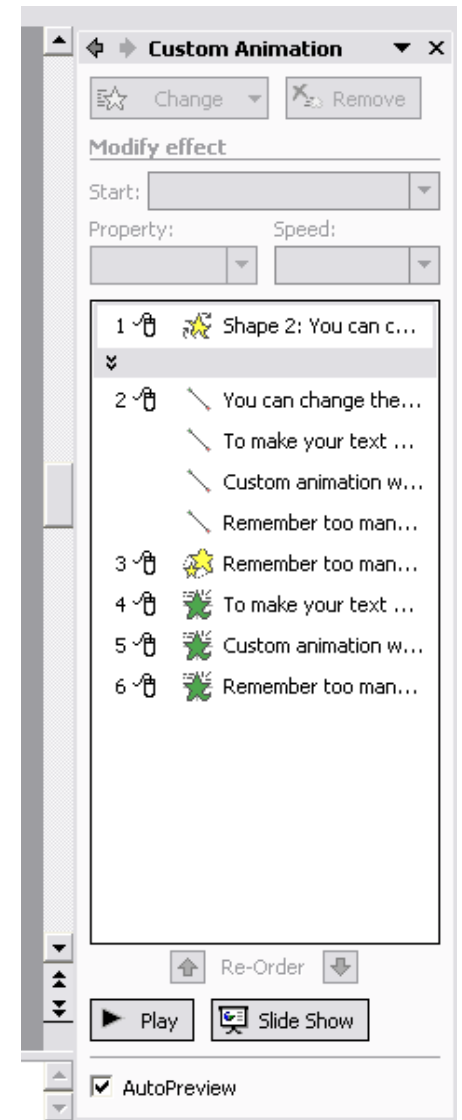 Custom Animation
Change Remove
Modify effect
Start:
Property: Speed:
1 Shape 2: You can c...
2 You can change the...
To make your text ...
Custom animation w...
Remember too man...
3 Remember too man...
4 To make your text ...
5 Custom animation w...
6 Remember too man...
Re-Order
Play Slide Show
AutoPreview